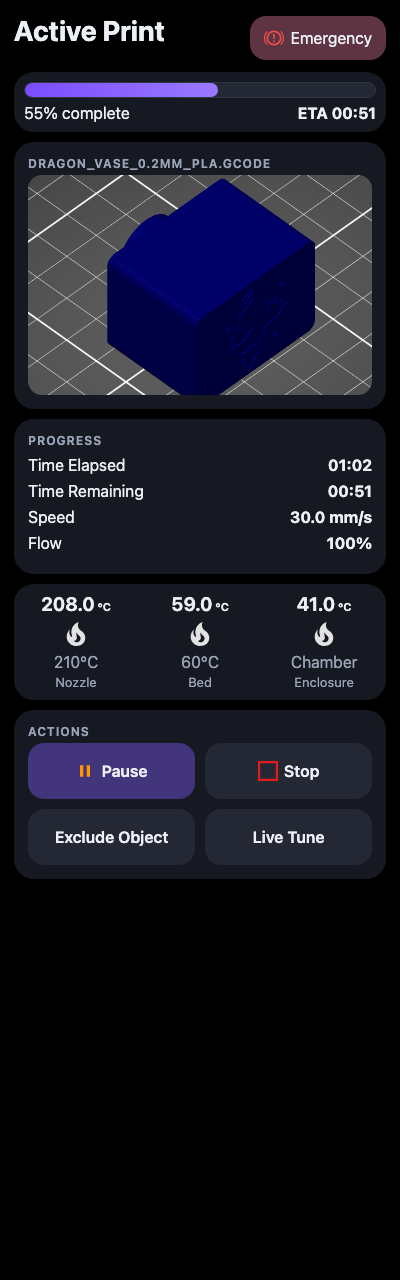 Active Print
Emergency
55% complete
ETA 00:51
DRAGON_VASE_0.2MM_PLA.GCODE
PROGRESS
Time Elapsed 01:02
Time Remaining 00:51
Speed 30.0 mm/s
Flow 100%
208.0 °C 59.0 °C 41.0 °C
210°C 60°C Chamber
Nozzle Bed Enclosure
ACTIONS
Pause Stop
Exclude Object Live Tune